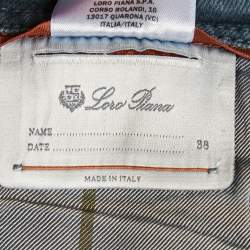 LORO PIANA S.P.A.
CORSO ROLANDI, 10
13017 QUARONA (VC)
ITALIA/ITALY
Loro Piana
NAME
DATE 38
MADE IN ITALY